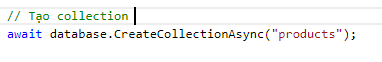 // Tạo collection
await database.CreateCollectionAsync("products");